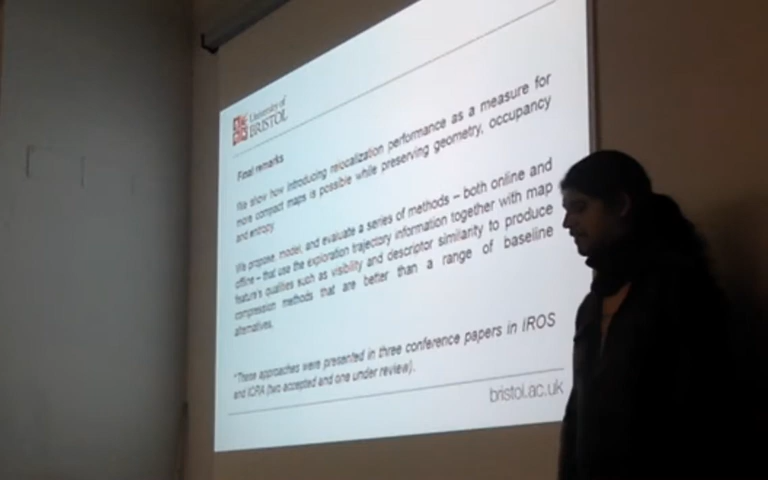 University of
BRISTOL
Final remarks
We show how introducing relocalization performance as a measure for
more compact maps is possible while preserving geometry, occupancy
and entropy.
We propose, model, and evaluate a series of methods – both online and
offline – that use the exploration trajectory information together with map
feature's qualities such as visibility and descriptor similarity to produce
compression methods that are better than a range of baseline
alternatives.
*These approaches were presented in three conference papers in IROS
and ICRA (two accepted and one under review).
bristol.ac.uk